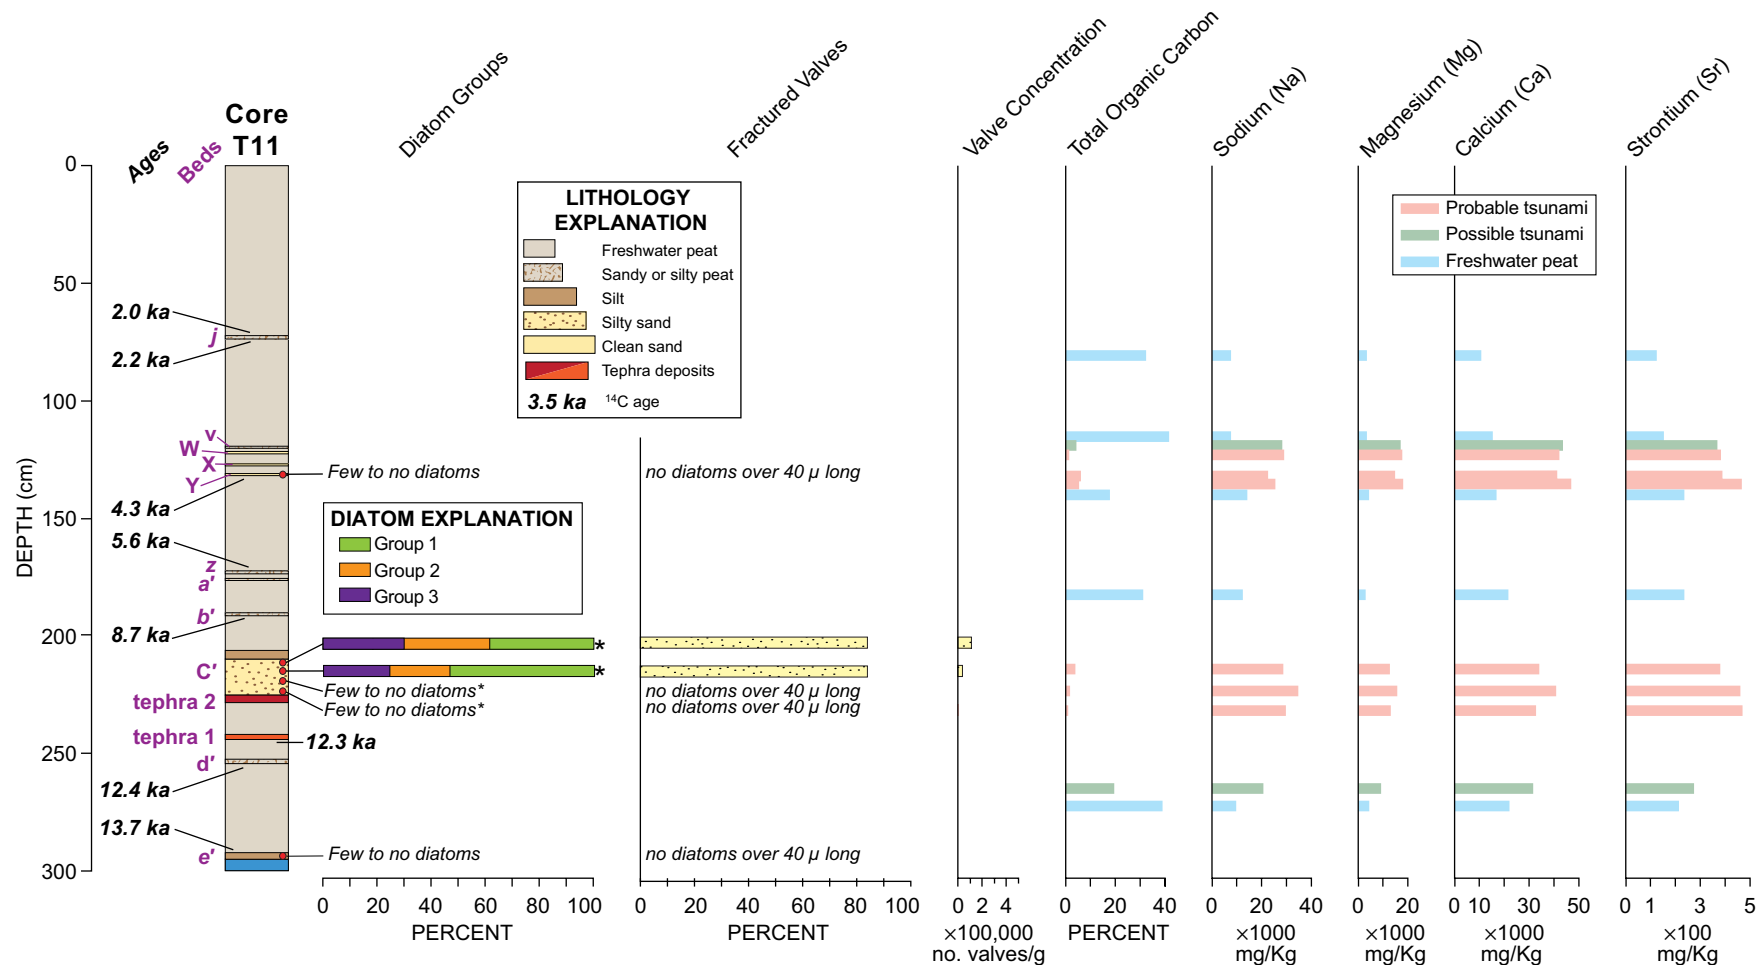 Ages
Beds
Core
T11
Diatom Groups
Fractured Valves
Valve Concentration
Total Organic Carbon
Sodium (Na)
Magnesium (Mg)
Calcium (Ca)
Strontium (Sr)
DEPTH (cm)
0
50
100
150
200
250
300
2.0 ka
2.2 ka
4.3 ka
5.6 ka
8.7 ka
12.3 ka
12.4 ka
13.7 ka
j
v
W
X
Y
z
a′
b′
C′
tephra 2
tephra 1
d′
e′
LITHOLOGY
EXPLANATION
Freshwater peat
Sandy or silty peat
Silt
Silty sand
Clean sand
Tephra deposits
3.5 ka 14C age
Probable tsunami
Possible tsunami
Freshwater peat
Few to no diatoms
no diatoms over 40 µ long
DIATOM EXPLANATION
Group 1
Group 2
Group 3
*
*
Few to no diatoms*
no diatoms over 40 µ long
Few to no diatoms*
no diatoms over 40 µ long
Few to no diatoms
no diatoms over 40 µ long
0 20 40 60 80 100
PERCENT
0 20 40 60 80 100
PERCENT
0 2 4
×100,000
no. valves/g
0 20 40
PERCENT
0 20 40
×1000
mg/Kg
0 20
×1000
mg/Kg
0 10 30 50
×1000
mg/Kg
0 1 3 5
×100
mg/Kg